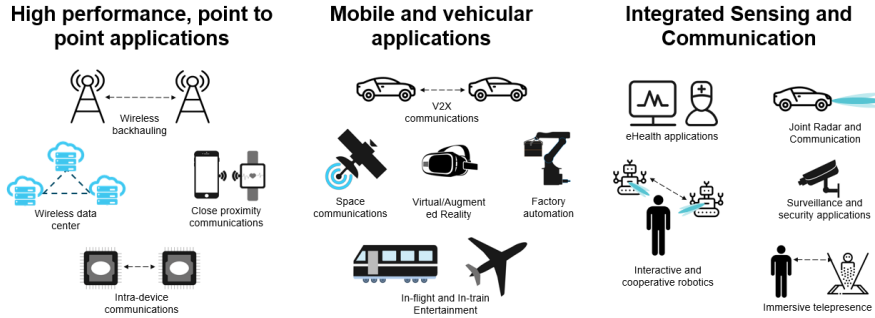 High performance, point to
point applications
Wireless
backhauling
Wireless data
center
Close proximity
communications
Intra-device
communications
Mobile and vehicular
applications
V2X
communications
Space
communications
Virtual/Augment
ed Reality
Factory
automation
In-flight and In-train
Entertainment
Integrated Sensing and
Communication
eHealth applications
Joint Radar and
Communication
Surveillance and
security applications
Interactive and
cooperative robotics
Immersive telepresence